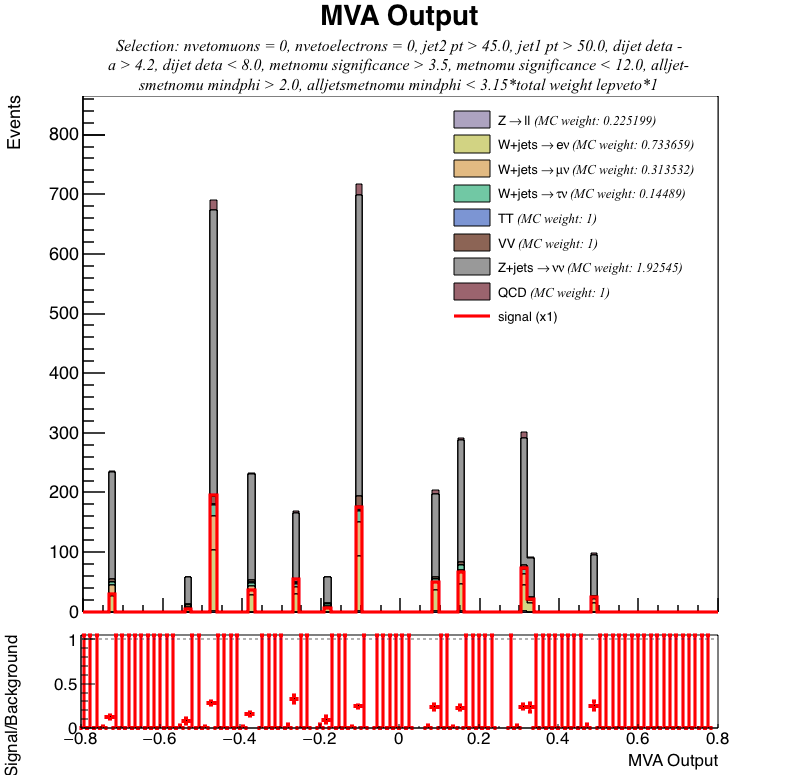 MVA Output
Selection: nvetomuons = 0, nvetoelectrons = 0, jet2 pt > 45.0, jet1 pt > 50.0, dijet deta -
a > 4.2, dijet deta < 8.0, metnomu significance > 3.5, metnomu significance < 12.0, alljet-
smetnomu mindphi > 2.0, alljetsmetnomu mindphi < 3.15*total weight lepveto*1
Events
800
700
600
500
400
300
200
100
0
Z→ll (MC weight: 0.225199)
W+jets→eν (MC weight: 0.733659)
W+jets→μν (MC weight: 0.313532)
W+jets→τν (MC weight: 0.14489)
TT (MC weight: 1)
VV (MC weight: 1)
Z+jets→νν (MC weight: 1.92545)
QCD (MC weight: 1)
signal (x1)
Signal/Background
1
0.5
0
−0.8 −0.6 −0.4 −0.2 0 0.2 0.4 0.6 0.8
MVA Output